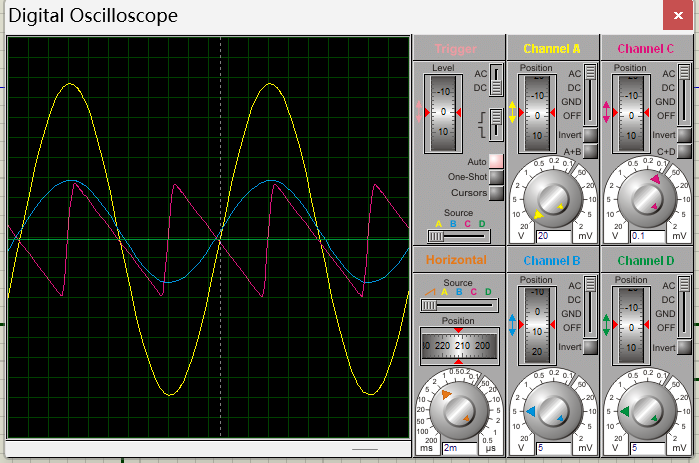 Digital Oscilloscope
Trigger
Level
-10
0
10
AC
DC
Auto
One-Shot
Cursors
Source
A B C D
Channel A
Position
-10
0
10
AC
DC
GND
OFF
Invert
A+B
20
10
5
2
1
0.5
0.2
0.1
50
20
10
5
2
V
20
mV
Channel C
Position
-10
0
10
AC
DC
GND
OFF
Invert
C+D
20
10
5
2
1
0.5
0.2
0.1
50
20
10
5
2
V
0.1
mV
Horizontal
Source
A B C D
Position
220 210 200
200
100
50
20
10
5
2
1
0.5
0.2
0.1
50
20
10
5
2
1
0.5
ms
2m
µs
Channel B
Position
-10
0
10
20
AC
DC
GND
OFF
Invert
20
10
5
2
1
0.5
0.2
0.1
50
20
10
5
2
V
5
mV
Channel D
Position
-10
0
10
AC
DC
GND
OFF
Invert
20
10
5
2
1
0.5
0.2
0.1
50
20
10
5
2
V
5
mV